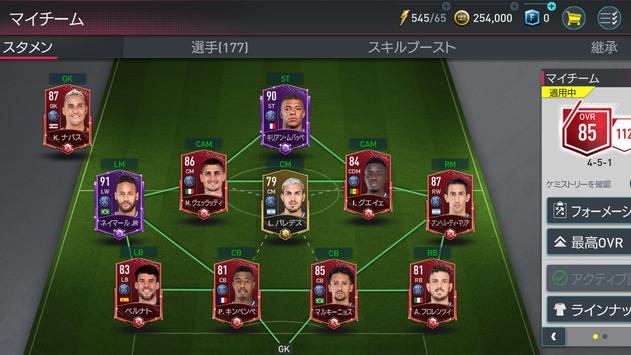 マイチーム
545/65
254,000
0
スタメン
選手(177)
スキルブースト
継承
GK
87
GK
K. ナバス
ST
90
ST
キリアン・ムバッペ
CAM
86
CM
M. ヴェッラッティ
CM
79
CM
L. パレデス
CAM
84
CDM
I. グエイェ
LM
91
LW
ネイマール JR
RM
87
RW
アンヘル・ディ・マリア
LB
83
LB
ベルナト
CB
81
CB
P. キンペンベ
CB
85
CB
マルキーニョス
RB
81
RB
A. フロレンツィ
GK
マイチーム
適用中
OVR
85
112
4-5-1
ケミストリーを確認
フォーメーシ
最高OVR
アクティブ
ラインナッ